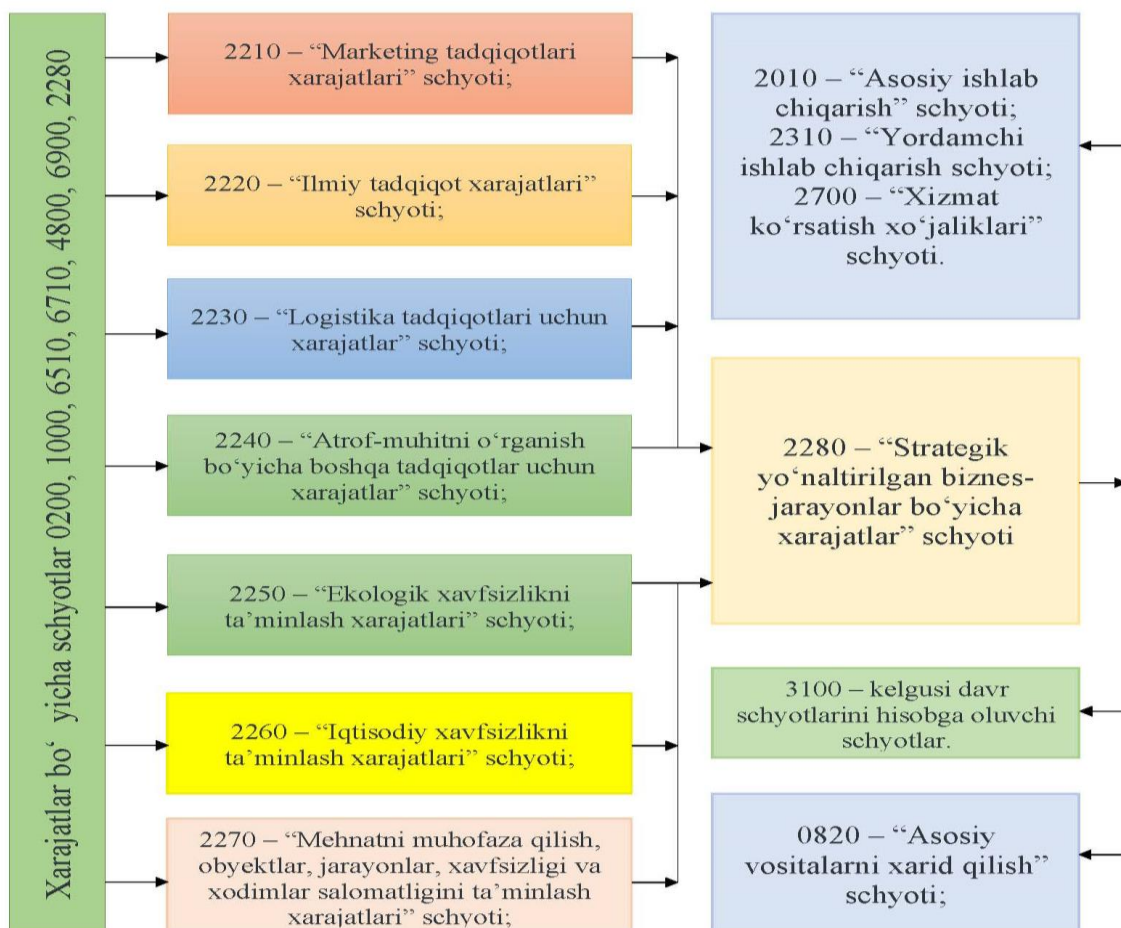 Xarajatlar bo‘ yicha schyotlar 0200, 1000, 6510, 6710, 4800, 6900, 2280
2210 – “Marketing tadqiqotlari
xarajatlari” schyoti;
2220 – “Ilmiy tadqiqot xarajatlari”
schyoti;
2230 – “Logistika tadqiqotlari uchun
xarajatlar” schyoti;
2240 – “Atrof-muhitni o‘rganish
bo‘yicha boshqa tadqiqotlar uchun
xarajatlar” schyoti;
2250 – “Ekologik xavfsizlikni
ta’minlash xarajatlari” schyoti;
2260 – “Iqtisodiy xavfsizlikni
ta’minlash xarajatlari” schyoti;
2270 – “Mehnatni muhofaza qilish,
obyektlar, jarayonlar, xavfsizligi va
xodimlar salomatligini ta’minlash
xarajatlari” schyoti;
2010 – “Asosiy ishlab
chiqarish” schyoti;
2310 – “Yordamchi
ishlab chiqarish schyoti;
2700 – “Xizmat
ko‘rsatish xo‘jaliklari”
schyoti.
2280 – “Strategik
yo‘naltirilgan biznes-
jarayonlar bo‘yicha
xarajatlar” schyoti
3100 – kelgusi davr
schyotlarini hisobga oluvchi
schyotlar.
0820 – “Asosiy
vositalarni xarid qilish”
schyoti;